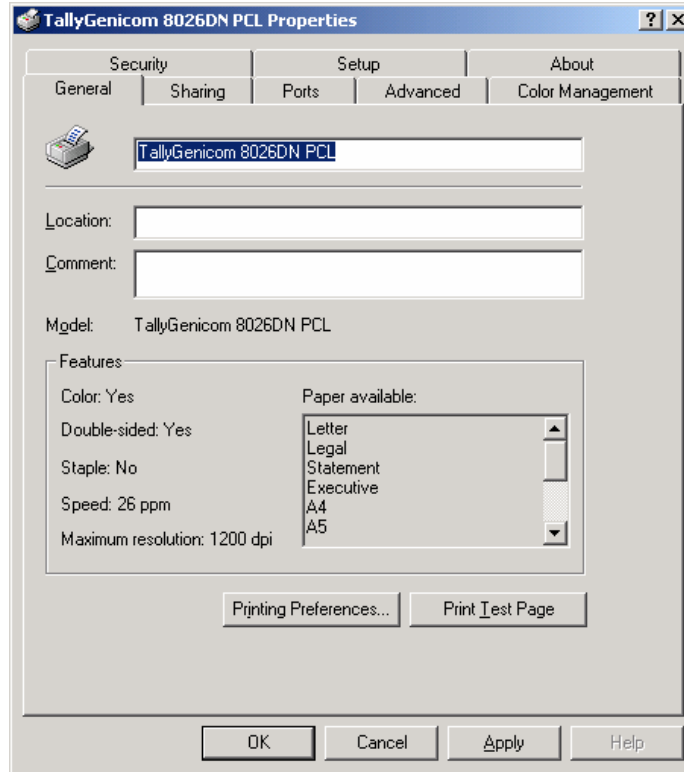 TallyGenicom 8026DN PCL Properties
Security Setup About
General Sharing Ports Advanced Color Management
TallyGenicom 8026DN PCL
Location:
Comment:
Model: TallyGenicom 8026DN PCL
Features
Color: Yes
Double-sided: Yes
Staple: No
Speed: 26 ppm
Maximum resolution: 1200 dpi
Paper available:
Letter
Legal
Statement
Executive
A4
A5
Printing Preferences... Print Test Page
OK Cancel Apply Help